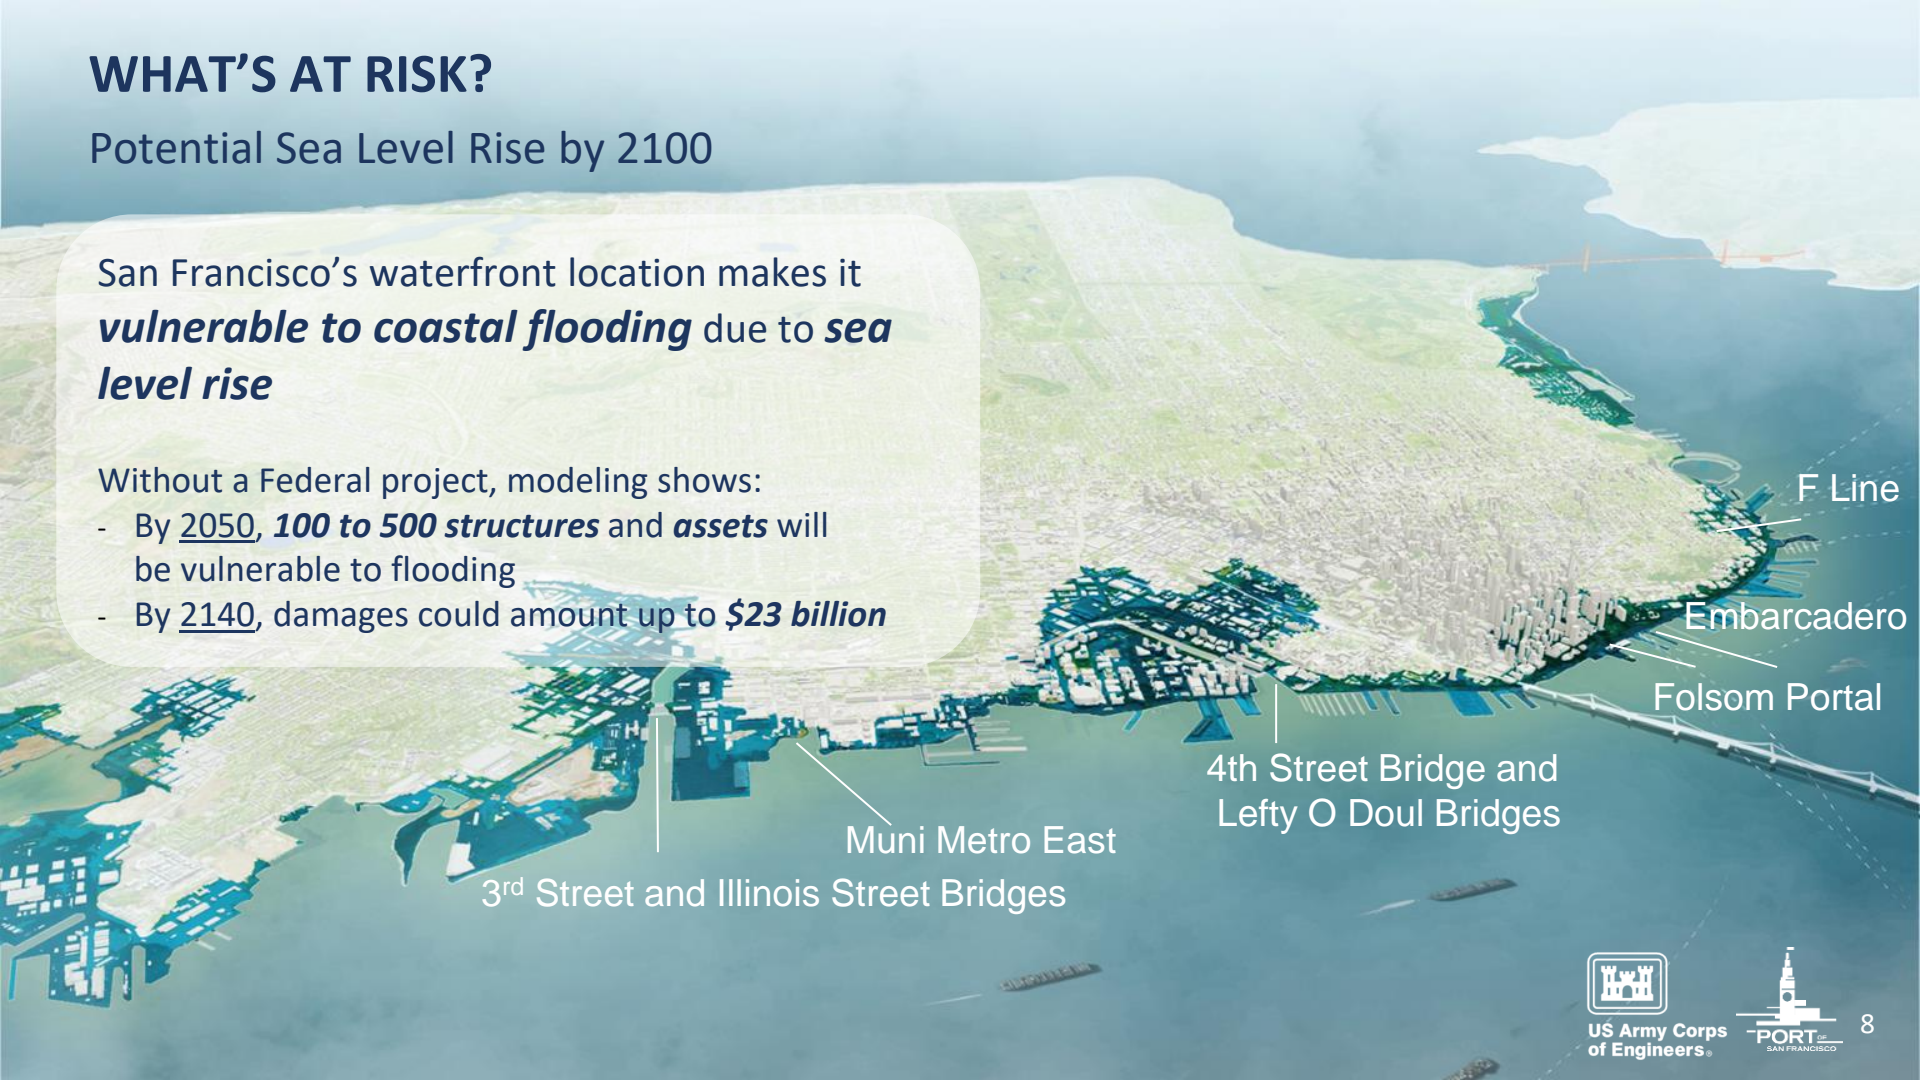 WHAT’S AT RISK?
Potential Sea Level Rise by 2100
San Francisco’s waterfront location makes it
vulnerable to coastal flooding due to sea
level rise
Without a Federal project, modeling shows:
- By 2050, 100 to 500 structures and assets will
be vulnerable to flooding
- By 2140, damages could amount up to $23 billion
F Line
Embarcadero
Folsom Portal
4th Street Bridge and
Lefty O Doul Bridges
Muni Metro East
3rd Street and Illinois Street Bridges
US Army Corps
of Engineers®
PORT OF
SAN FRANCISCO
8